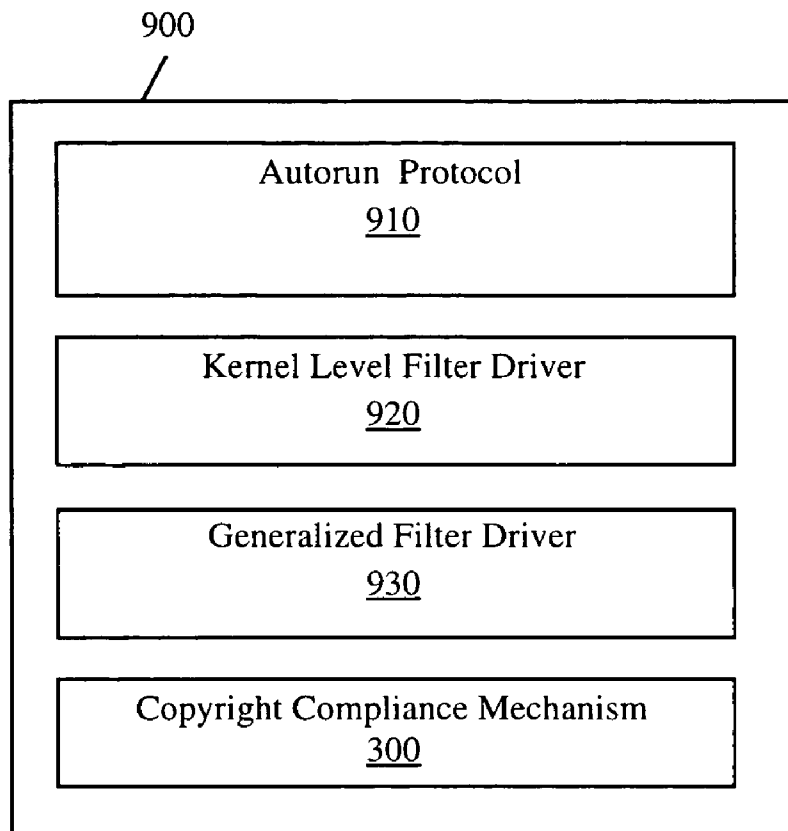 900
Autorun Protocol
910
Kernel Level Filter Driver
920
Generalized Filter Driver
930
Copyright Compliance Mechanism
300